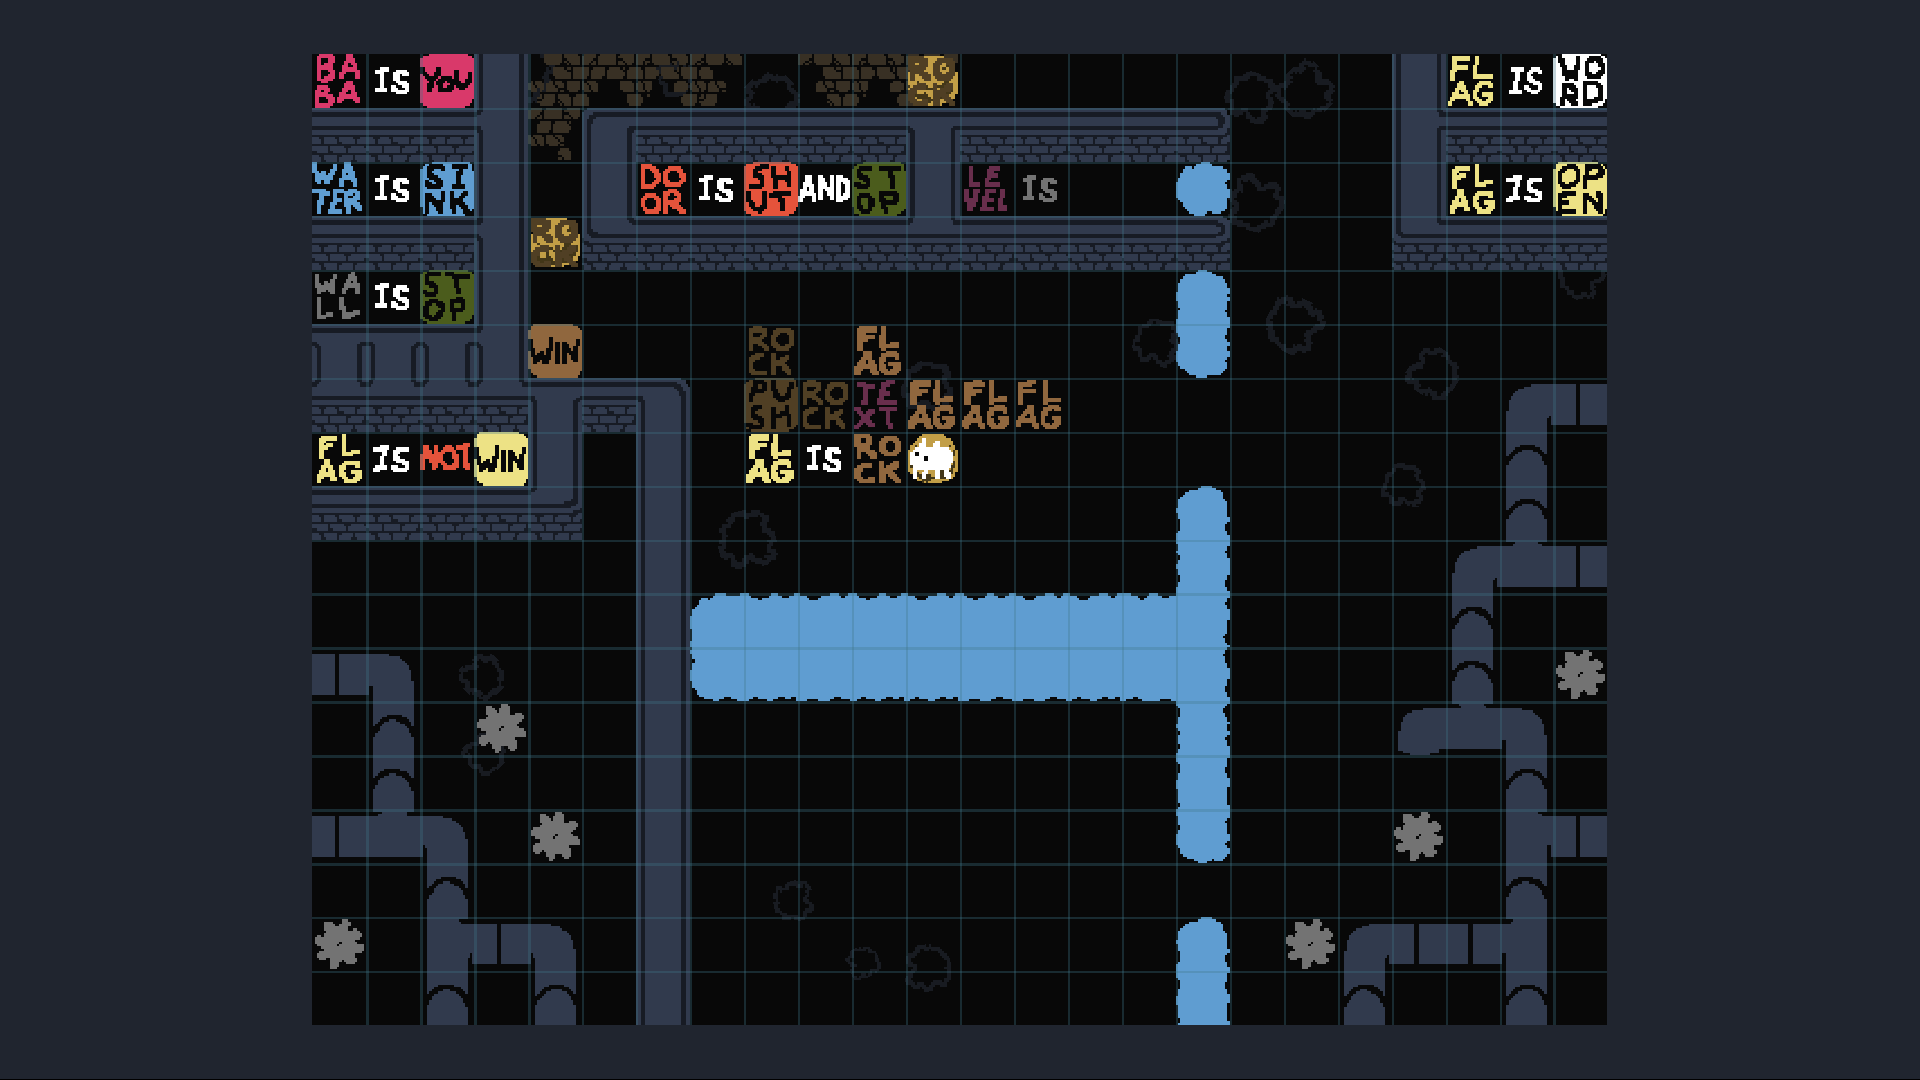 BABA IS YOU ROCK FLAG IS WORD
WATER IS SINK DOOR IS SHUT AND STOP LEVEL IS FLAG IS OPEN
ROCK
WALL IS STOP
WIN ROCK FLAG
PUSH ROCK TEXT FLAG FLAG FLAG
FLAG IS NOT WIN FLAG IS ROCK